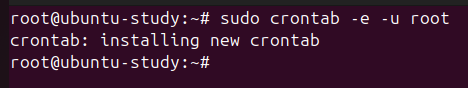 root@ubuntu-study:~# sudo crontab -e -u root
crontab: installing new crontab
root@ubuntu-study:~#